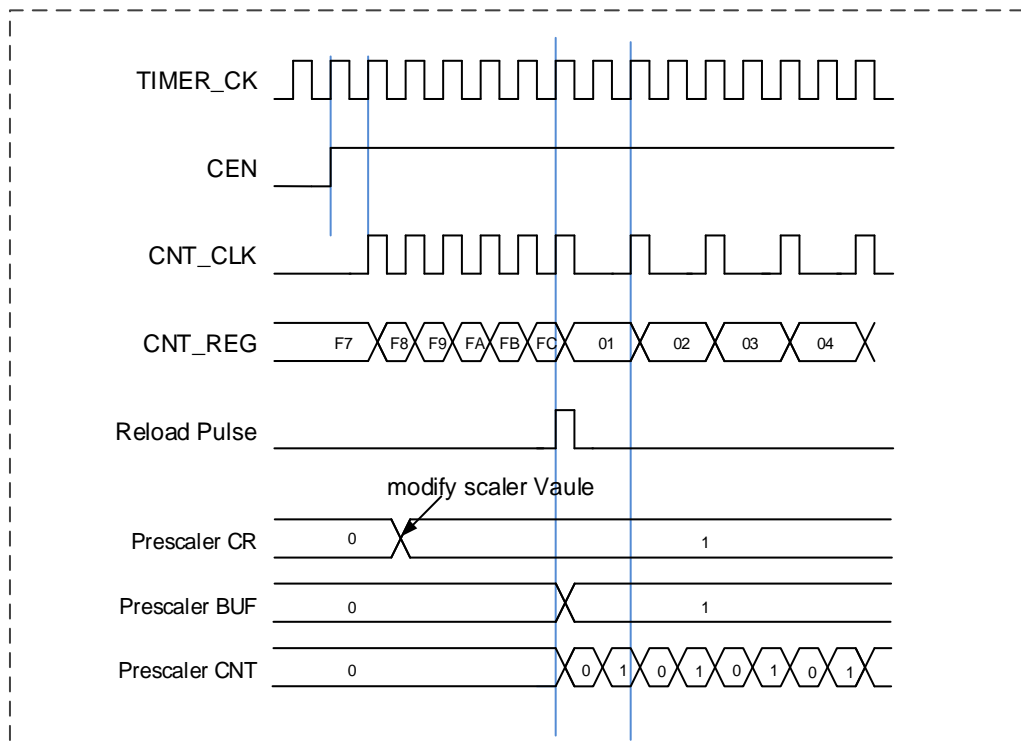 TIMER_CK
CEN
CNT_CLK
CNT_REG F7 F8 F9 FA FB FC 01 02 03 04
Reload Pulse
modify scaler Vaule
Prescaler CR 0 1
Prescaler BUF 0 1
Prescaler CNT 0 0 1 0 1 0 1 0 1